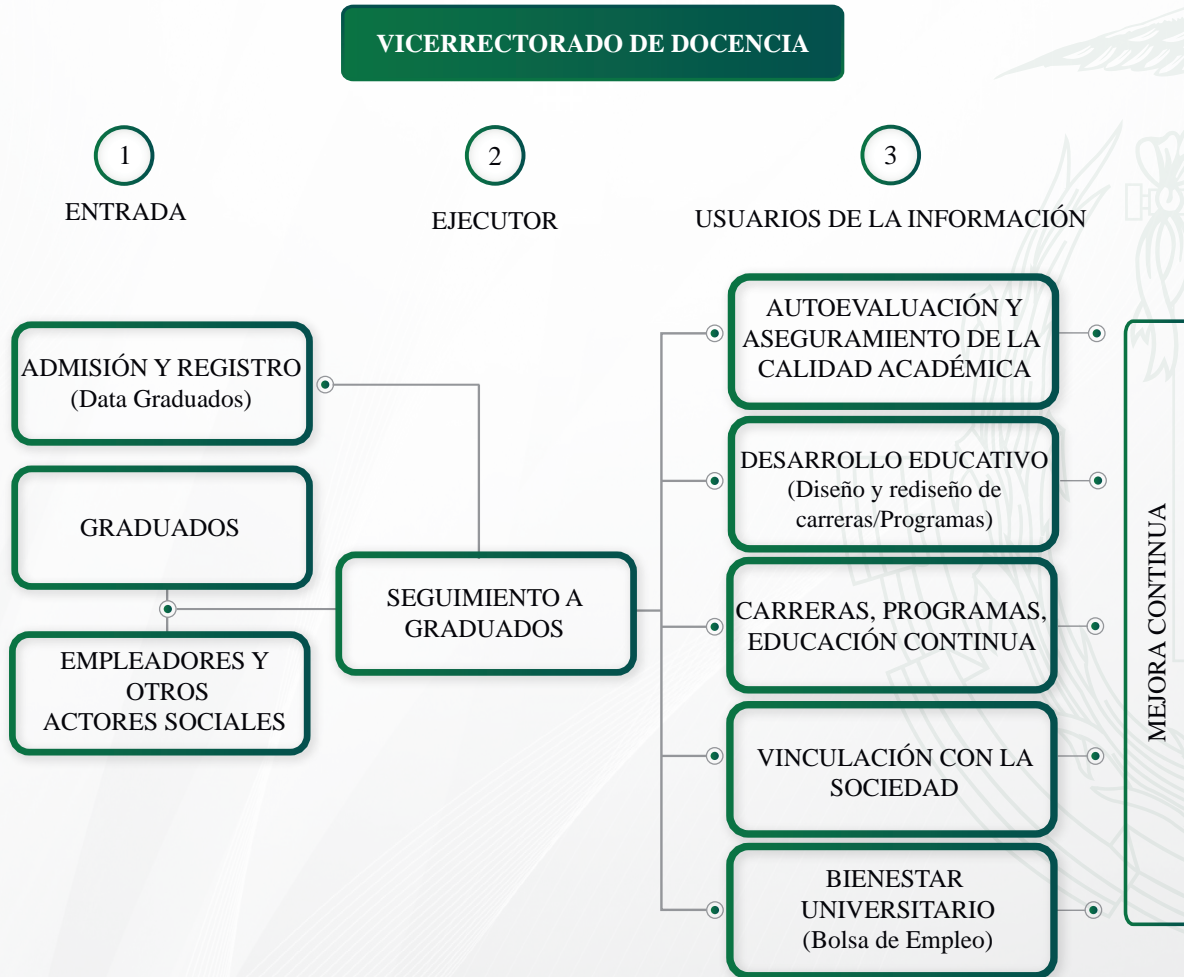 VICERRECTORADO DE DOCENCIA
1
ENTRADA
ADMISIÓN Y REGISTRO
(Data Graduados)
GRADUADOS
EMPLEADORES Y
OTROS
ACTORES SOCIALES
2
EJECUTOR
SEGUIMIENTO A
GRADUADOS
3
USUARIOS DE LA INFORMACIÓN
AUTOEVALUACIÓN Y
ASEGURAMIENTO DE LA
CALIDAD ACADÉMICA
DESARROLLO EDUCATIVO
(Diseño y rediseño de
carreras/Programas)
CARRERAS, PROGRAMAS,
EDUCACIÓN CONTINUA
VINCULACIÓN CON LA
SOCIEDAD
BIENESTAR
UNIVERSITARIO
(Bolsa de Empleo)
MEJORA CONTINUA